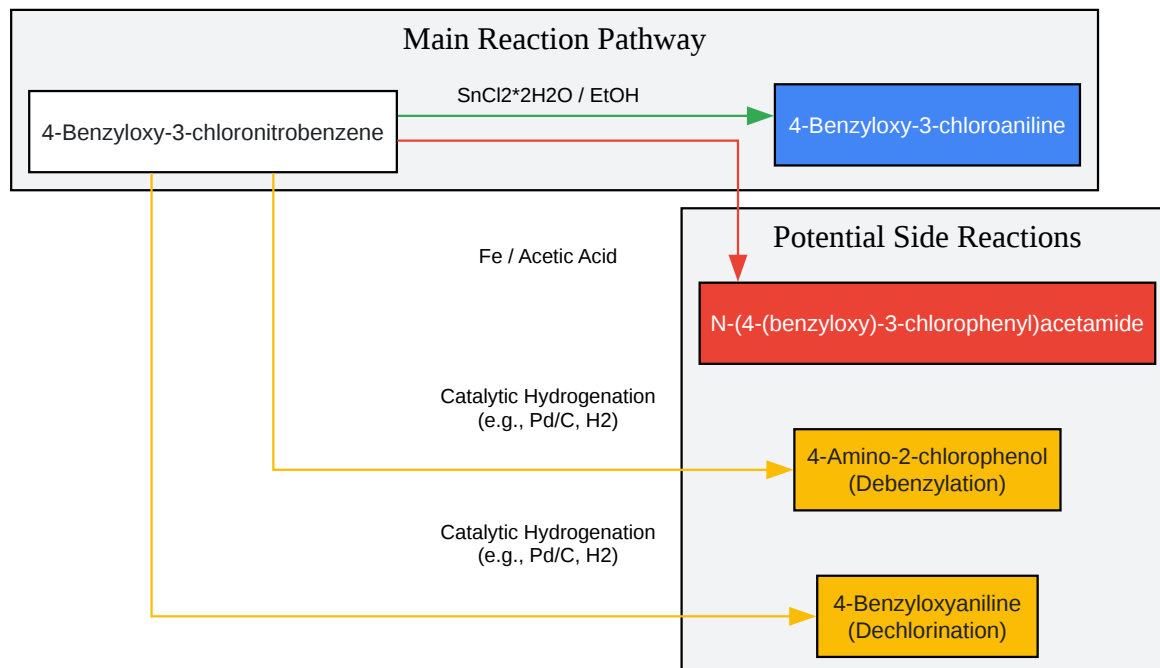 Main Reaction Pathway
SnCl2*2H2O / EtOH
4-Benzyloxy-3-chloronitrobenzene
4-Benzyloxy-3-chloroaniline
Potential Side Reactions
Fe / Acetic Acid
N-(4-(benzyloxy)-3-chlorophenyl)acetamide
Catalytic Hydrogenation
(e.g., Pd/C, H2)
4-Amino-2-chlorophenol
(Debenzylation)
Catalytic Hydrogenation
(e.g., Pd/C, H2)
4-Benzyloxyaniline
(Dechlorination)